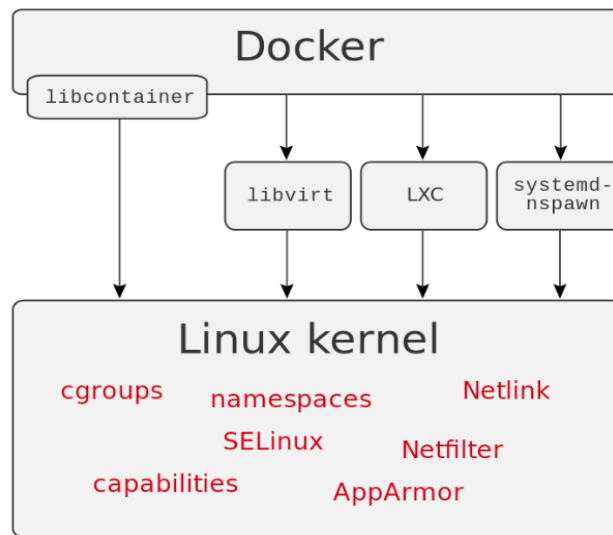 Docker
libcontainer
libvirt
LXC
systemd-
nspawn
Linux kernel
cgroups
namespaces
Netlink
SELinux
Netfilter
capabilities
AppArmor